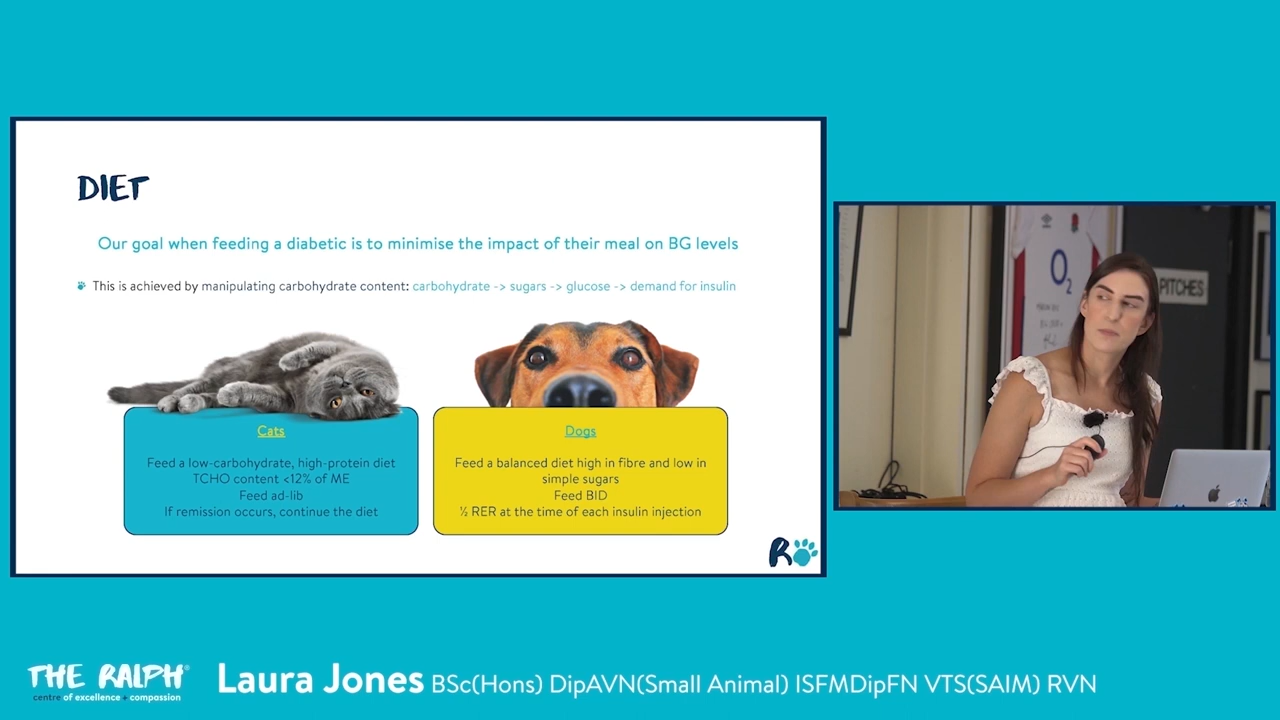 DIET
Our goal when feeding a diabetic is to minimise the impact of their meal on BG levels
This is achieved by manipulating carbohydrate content: carbohydrate -> sugars -> glucose -> demand for insulin
Cats
Feed a low-carbohydrate, high-protein diet
TCHO content <12% of ME
Feed ad-lib
If remission occurs, continue the diet
Dogs
Feed a balanced diet high in fibre and low in
simple sugars
Feed BID
½ RER at the time of each insulin injection
R
O2
PITCHES
THE RALPH®
centre of excellence + compassion
Laura Jones BSc(Hons) DipAVN(Small Animal) ISFMDipFN VTS(SAIM) RVN